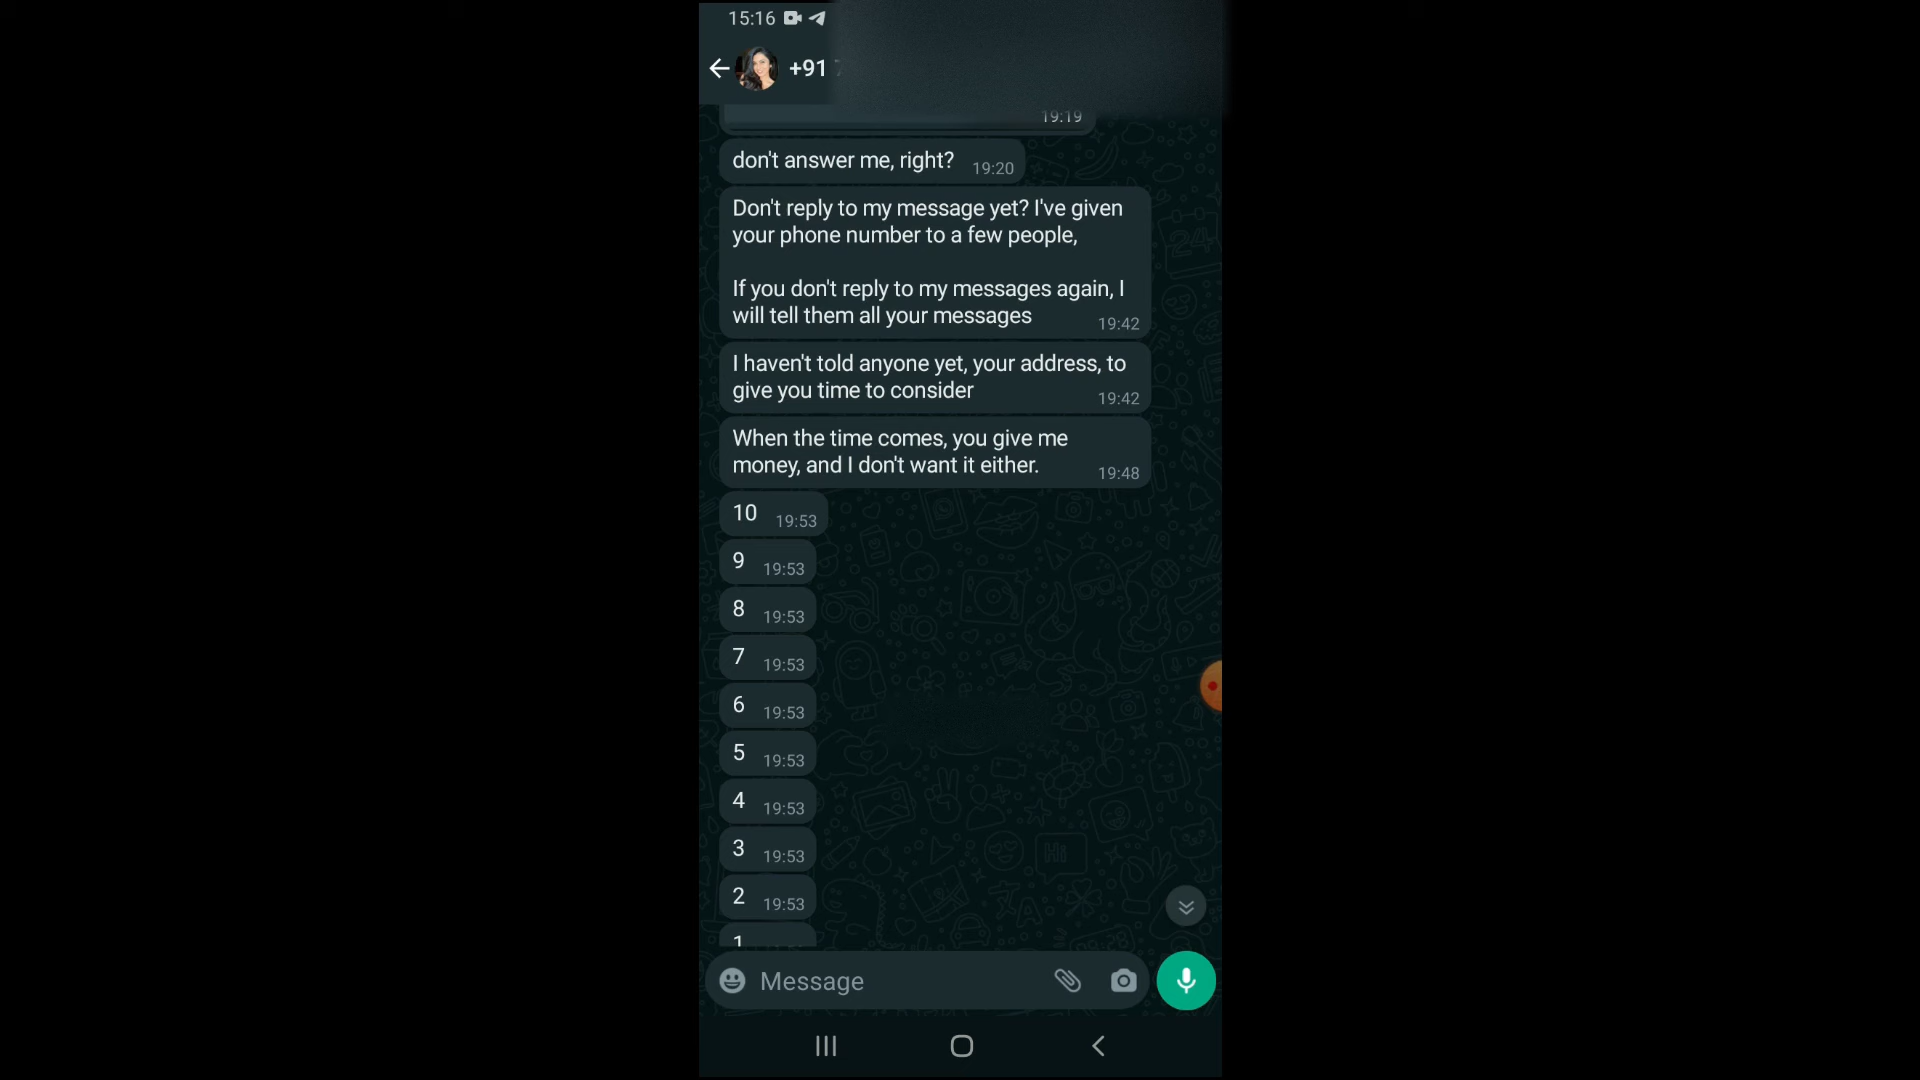 15:16
+91
19:19
don't answer me, right? 19:20
Don't reply to my message yet? I've given
your phone number to a few people,
If you don't reply to my messages again, I
will tell them all your messages 19:42
I haven't told anyone yet, your address, to
give you time to consider 19:42
When the time comes, you give me
money, and I don't want it either. 19:48
10 19:53
9 19:53
8 19:53
7 19:53
6 19:53
5 19:53
4 19:53
3 19:53
2 19:53
1
Message